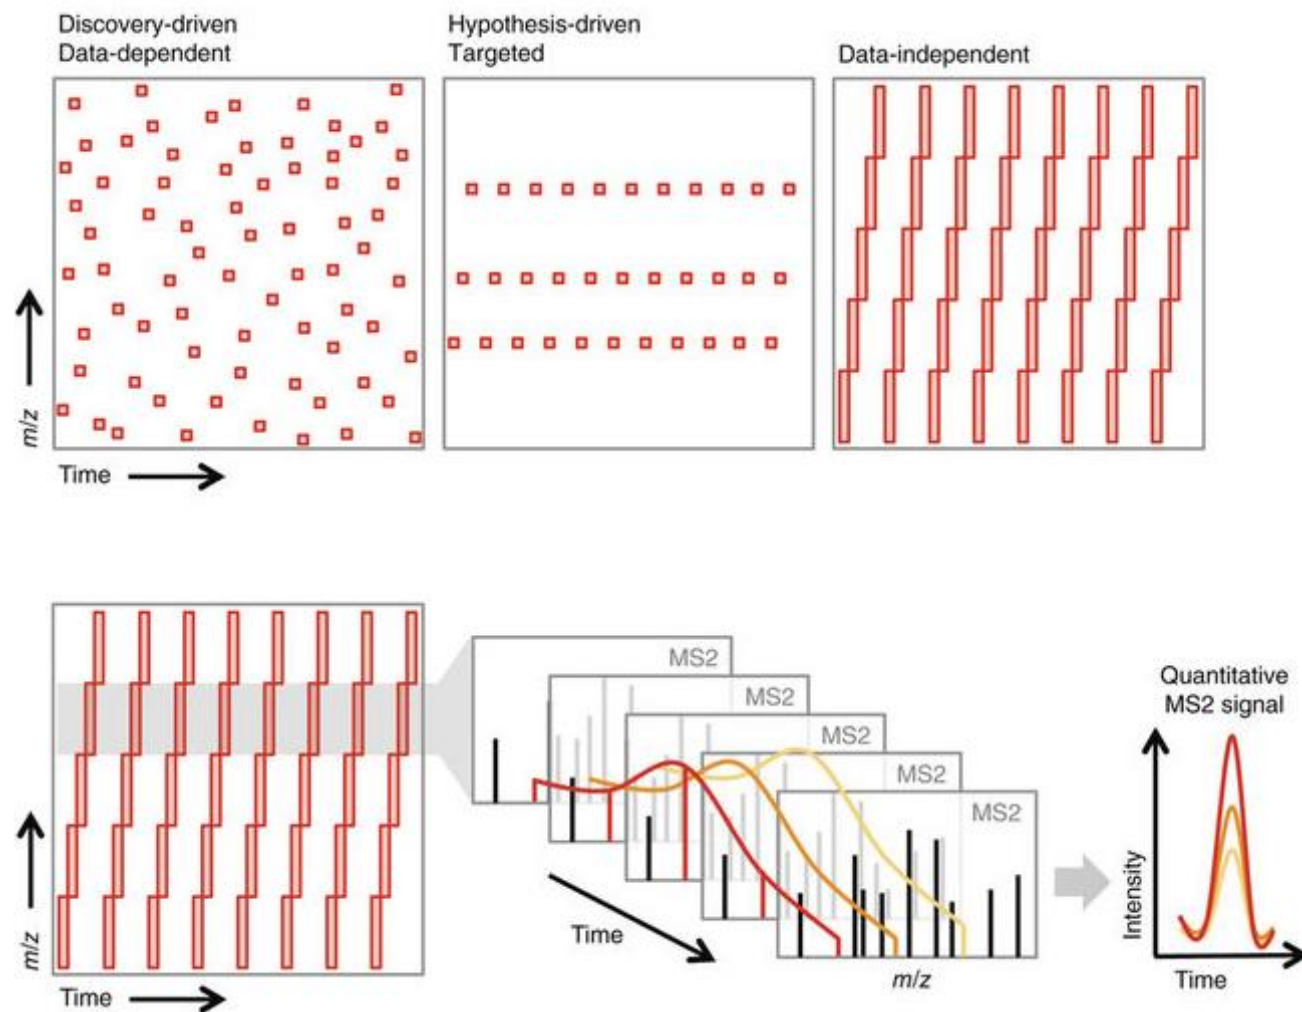 Discovery-driven
Data-dependent
Hypothesis-driven
Targeted
Data-independent
m/z
Time
MS2
MS2
MS2
MS2
MS2
Time
m/z
m/z
Time
Quantitative
MS2 signal
Intensity
Time